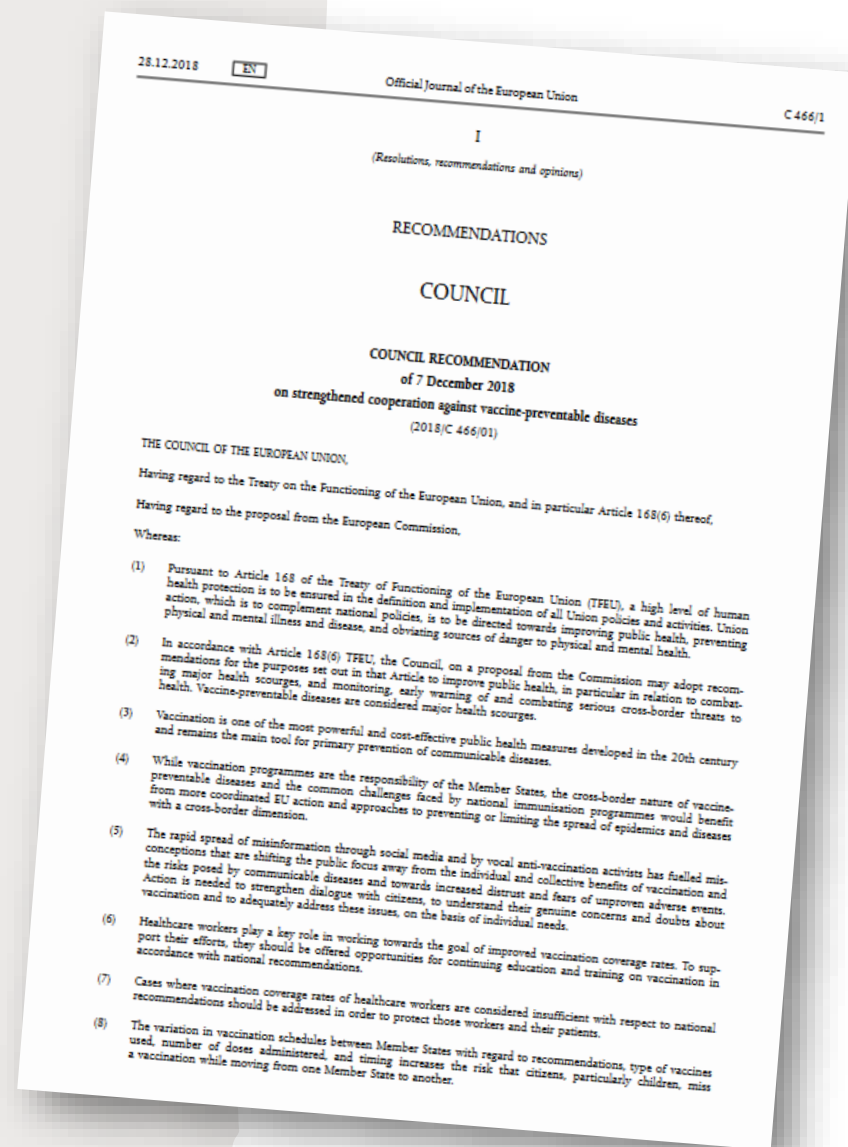 28.12.2018 EN Official Journal of the European Union C 466/1
I
(Resolutions, recommendations and opinions)
RECOMMENDATIONS
COUNCIL
COUNCIL RECOMMENDATION
of 7 December 2018
on strengthened cooperation against vaccine-preventable diseases
(2018/C 466/01)
THE COUNCIL OF THE EUROPEAN UNION,
Having regard to the Treaty on the Functioning of the European Union, and in particular Article 168(6) thereof,
Having regard to the proposal from the European Commission,
Whereas:
(1) Pursuant to Article 168 of the Treaty of Functioning of the European Union (TFEU), a high level of human
health protection is to be ensured in the definition and implementation of all Union policies and activities. Union
action, which is to complement national policies, is to be directed towards improving public health, preventing
physical and mental illness and disease, and obviating sources of danger to physical and mental health.
(2) In accordance with Article 168(6) TFEU, the Council, on a proposal from the Commission may adopt recom-
mendations for the purposes set out in that Article to improve public health, in particular in relation to combat-
ing major health scourges, and monitoring, early warning of and combating serious cross-border threats to
health. Vaccine-preventable diseases are considered major health scourges.
(3) Vaccination is one of the most powerful and cost-effective public health measures developed in the 20th century
and remains the main tool for primary prevention of communicable diseases.
(4) While vaccination programmes are the responsibility of the Member States, the cross-border nature of vaccine-
preventable diseases and the common challenges faced by national immunisation programmes would benefit
from more coordinated EU action and approaches to preventing or limiting the spread of epidemics and diseases
with a cross-border dimension.
(5) The rapid spread of misinformation through social media and by vocal anti-vaccination activists has fuelled mis-
conceptions that are shifting the public focus away from the individual and collective benefits of vaccination and
the risks posed by communicable diseases and towards increased distrust and fears of unproven adverse events.
Action is needed to strengthen dialogue with citizens, to understand their genuine concerns and doubts about
vaccination and to adequately address these issues, on the basis of individual needs.
(6) Healthcare workers play a key role in working towards the goal of improved vaccination coverage rates. To sup-
port their efforts, they should be offered opportunities for continuing education and training on vaccination in
accordance with national recommendations.
(7) Cases where vaccination coverage rates of healthcare workers are considered insufficient with respect to national
recommendations should be addressed in order to protect those workers and their patients.
(8) The variation in vaccination schedules between Member States with regard to recommendations, type of vaccines
used, number of doses administered, and timing increases the risk that citizens, particularly children, miss
a vaccination while moving from one Member State to another.